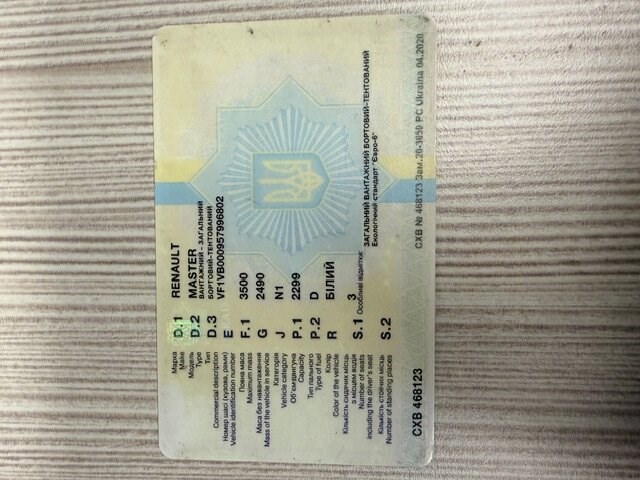 Марка D.1 RENAULT
Make
Модель D.2 MASTER
Type ВАНТАЖНИЙ - ЗАГАЛЬНИЙ
Тип D.3 БОРТОВИЙ-ТЕНТОВАНИЙ
Commercial description
Номер шасі (кузова, рами) E VF1VB000957996802
Vehicle identification number
Повна маса F.1 3500
Maximum mass
Маса без навантаження G 2490
Mass of the vehicle in service
Категорія J N1
Vehicle category
Об'єм двигуна P.1 2299
Capacity
Тип пального P.2 D
Type of fuel
Колір R БІЛИЙ
Color of the vehicle
Кількість сидячих місць S.1 3 Особливі відмітки:
з місцем водія ЗАГАЛЬНИЙ ВАНТАЖНИЙ БОРТОВИЙ-ТЕНТОВАНИЙ
Number of seats Екологічний стандарт "Євро-6"
including the driver's seat
Кількість стоячих місць S.2
Number of standing places
СХВ 468123
СХВ № 468123 Зам.20-3050 PC Ukraina 04.2020